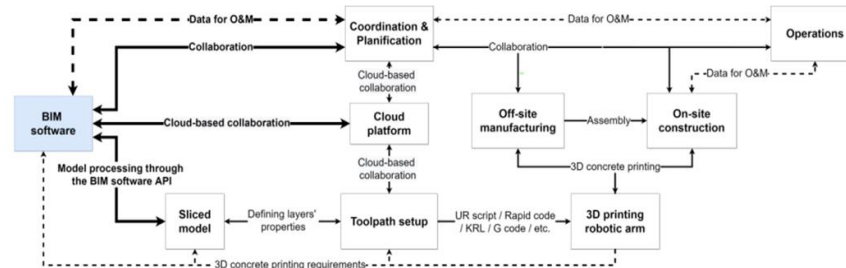 Data for O&M
Coordination &
Planification
Data for O&M
Operations
Collaboration
Collaboration
Cloud-based
collaboration
Data for O&M
BIM
software
Cloud-based collaboration
Cloud
platform
Off-site
manufacturing
Assembly
On-site
construction
Model processing through
the BIM software API
Cloud-based
collaboration
3D concrete printing
Sliced
model
Defining layers'
properties
Toolpath setup
UR script / Rapid code
/ KRL / G code / etc.
3D printing
robotic arm
3D concrete printing requirements